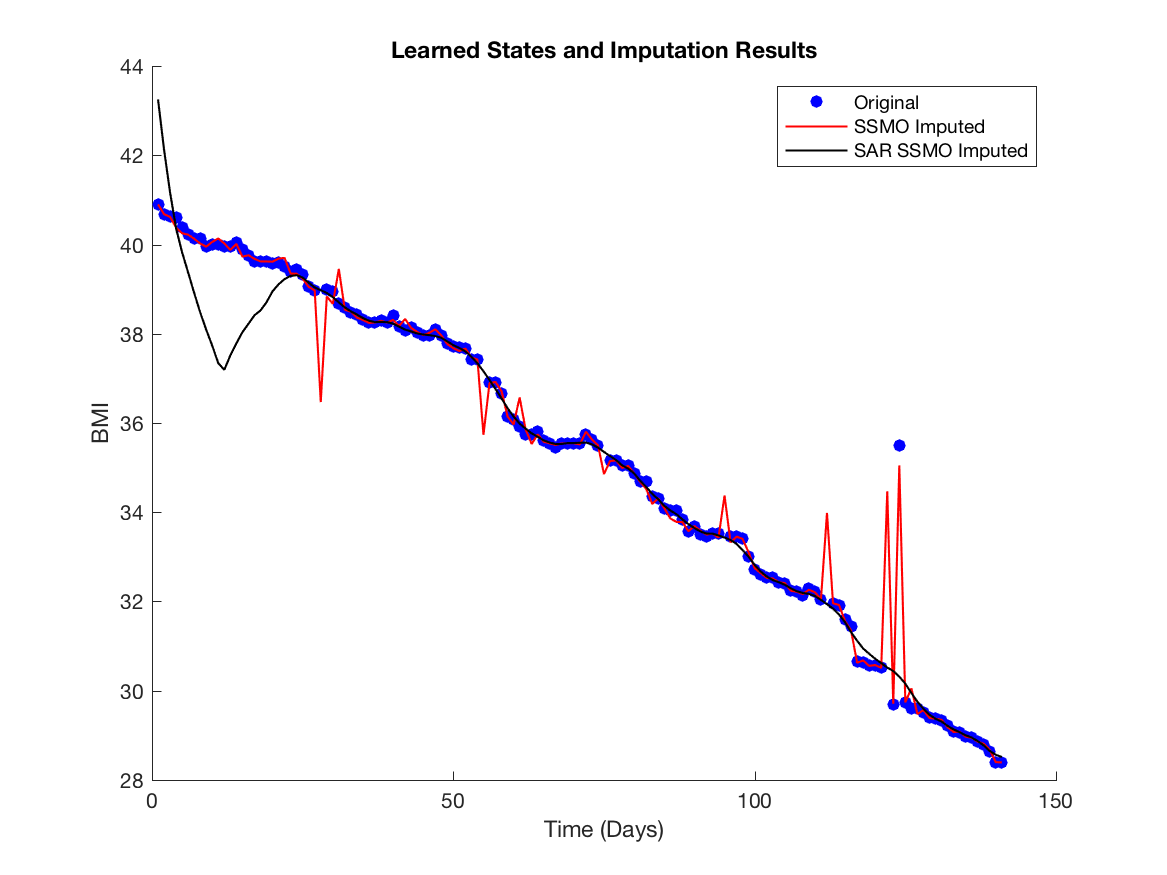 Learned States and Imputation Results
44
42
40
38
36
34
32
30
28
BMI
0
50
100
150
Time (Days)
Original
SSMO Imputed
SAR SSMO Imputed